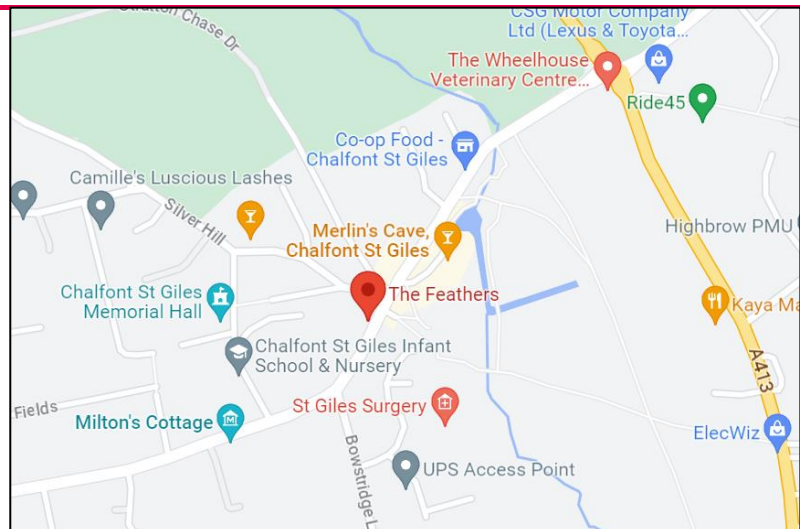 Stratton Chase Dr
CSG Motor Company
Ltd (Lexus & Toyota...
The Wheelhouse
Veterinary Centre...
Ride45
Co-op Food -
Chalfont St Giles
Camille's Luscious Lashes
Silver Hill
Merlin's Cave,
Chalfont St Giles
Highbrow PMU
Chalfont St Giles
Memorial Hall
The Feathers
Kaya Ma
Chalfont St Giles Infant
School & Nursery
A413
Fields
Milton's Cottage
St Giles Surgery
ElecWiz
Bowstridge L
UPS Access Point